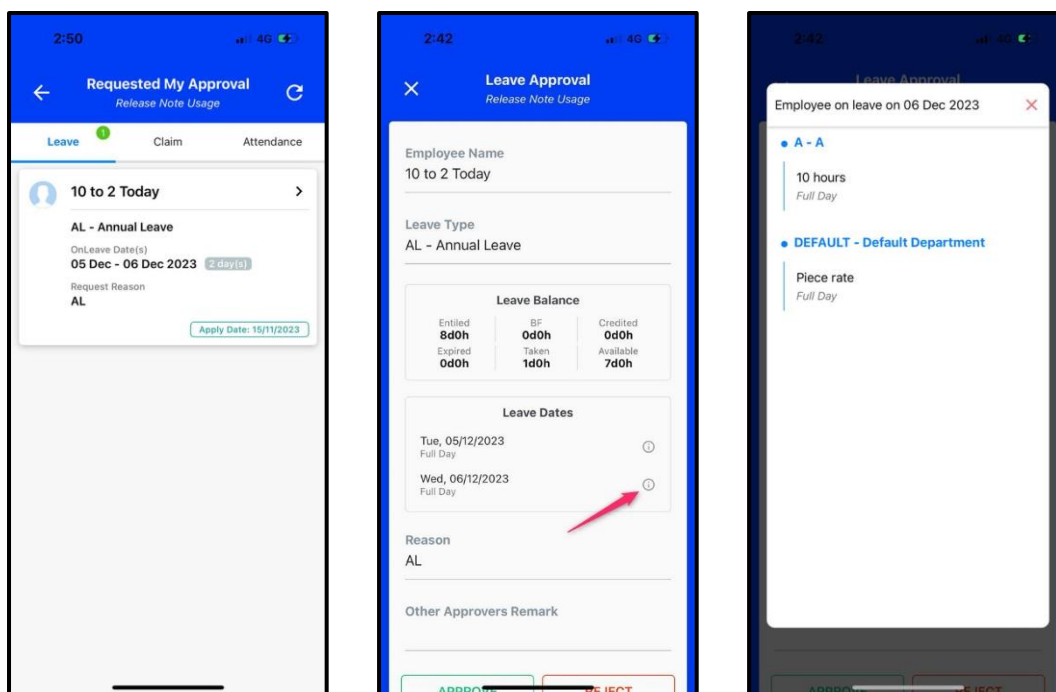 2:50
4G
Requested My Approval
Release Note Usage
Leave 1 Claim Attendance
10 to 2 Today
AL - Annual Leave
OnLeave Date(s)
05 Dec - 06 Dec 2023 2 day(s)
Request Reason
AL
Apply Date: 15/11/2023
2:42
4G
Leave Approval
Release Note Usage
Employee Name
10 to 2 Today
Leave Type
AL - Annual Leave
Leave Balance
Entiled BF Credited
8d0h 0d0h 0d0h
Expired Taken Available
0d0h 1d0h 7d0h
Leave Dates
Tue, 05/12/2023
Full Day
Wed, 06/12/2023
Full Day
Reason
AL
Other Approvers Remark
APPROVE REJECT
2:42
4G
Leave Approval
Employee on leave on 06 Dec 2023
A - A
10 hours
Full Day
DEFAULT - Default Department
Piece rate
Full Day
APPROVE REJECT